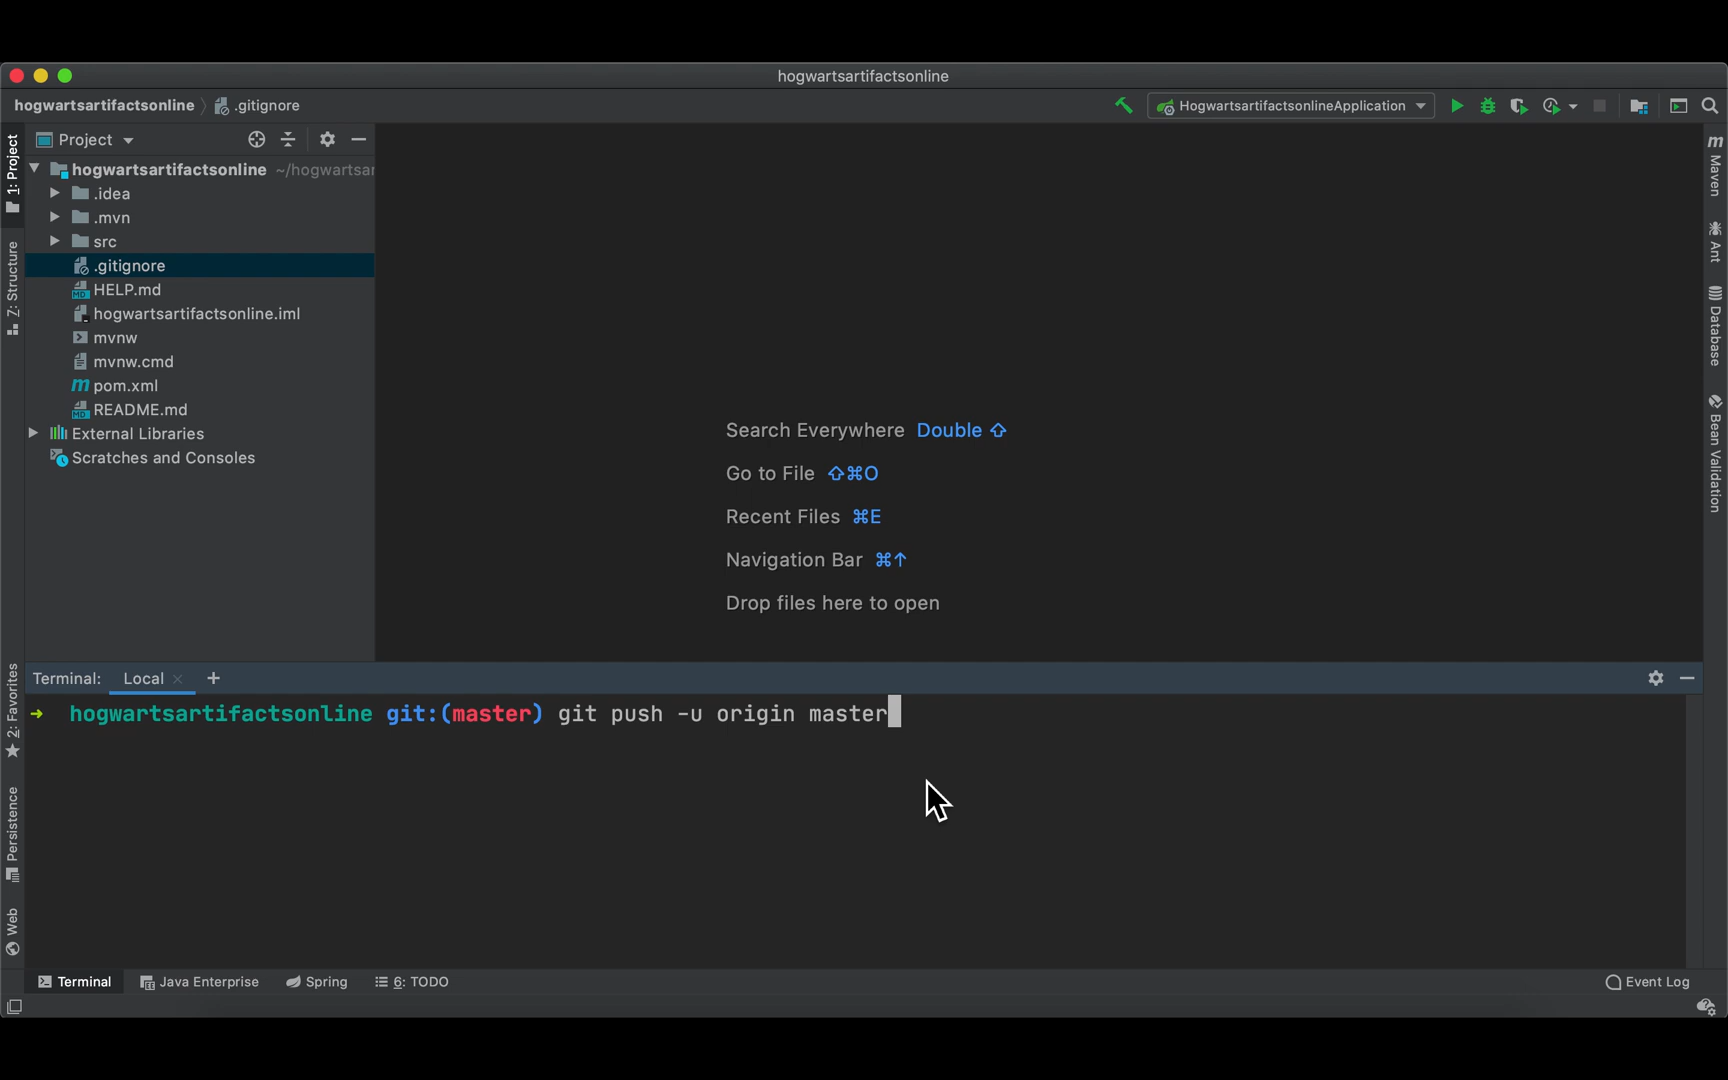 hogwartsartifactsonline
hogwartsartifactsonline .gitignore
HogwartsartifactsonlineApplication
Project
hogwartsartifactsonline ~/hogwartsar
.idea
.mvn
src
.gitignore
HELP.md
hogwartsartifactsonline.iml
mvnw
mvnw.cmd
pom.xml
README.md
External Libraries
Scratches and Consoles
1: Project
Z: Structure
2: Favorites
Persistence
Web
Search Everywhere Double ⇧
Go to File ⇧⌘O
Recent Files ⌘E
Navigation Bar ⌘↑
Drop files here to open
Maven
Ant
Database
Bean Validation
Terminal: Local × +
→ hogwartsartifactsonline git:(master) git push -u origin master
Terminal Java Enterprise Spring 6: TODO Event Log